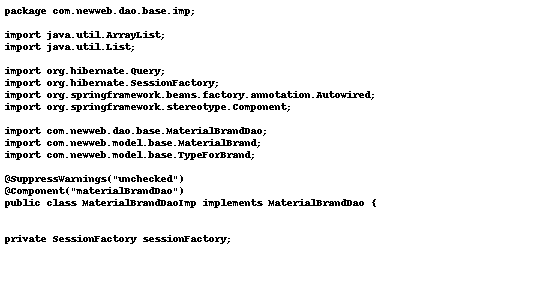 package com.newweb.dao.base.imp;
import java.util.ArrayList;
import java.util.List;
import org.hibernate.Query;
import org.hibernate.SessionFactory;
import org.springframework.beans.factory.annotation.Autowired;
import org.springframework.stereotype.Component;
import com.newweb.dao.base.MaterialBrandDao;
import com.newweb.model.base.MaterialBrand;
import com.newweb.model.base.TypeForBrand;
@SuppressWarnings("unchecked")
@Component("materialBrandDao")
public class MaterialBrandDaoImp implements MaterialBrandDao {
private SessionFactory sessionFactory;